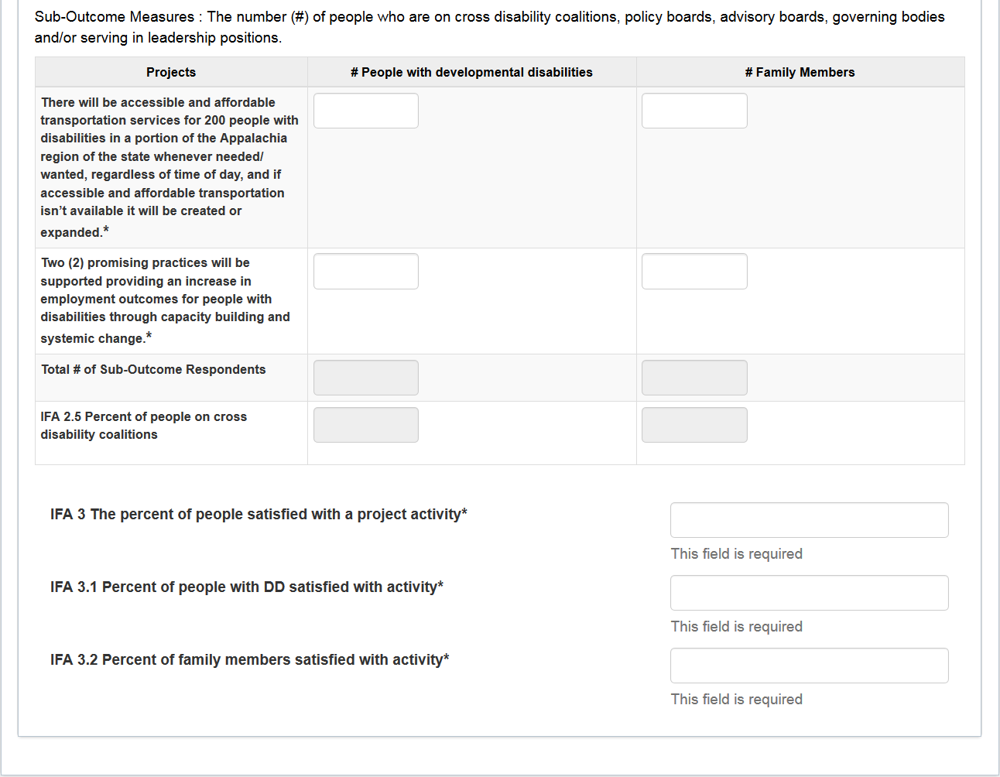 Sub-Outcome Measures : The number (#) of people who are on cross disability coalitions, policy boards, advisory boards, governing bodies
and/or serving in leadership positions.
Projects
# People with developmental disabilities
# Family Members
There will be accessible and affordable
transportation services for 200 people with
disabilities in a portion of the Appalachia
region of the state whenever needed/
wanted, regardless of time of day, and if
accessible and affordable transportation
isn’t available it will be created or
expanded.*
Two (2) promising practices will be
supported providing an increase in
employment outcomes for people with
disabilities through capacity building and
systemic change.*
Total # of Sub-Outcome Respondents
IFA 2.5 Percent of people on cross
disability coalitions
IFA 3 The percent of people satisfied with a project activity*
This field is required
IFA 3.1 Percent of people with DD satisfied with activity*
This field is required
IFA 3.2 Percent of family members satisfied with activity*
This field is required